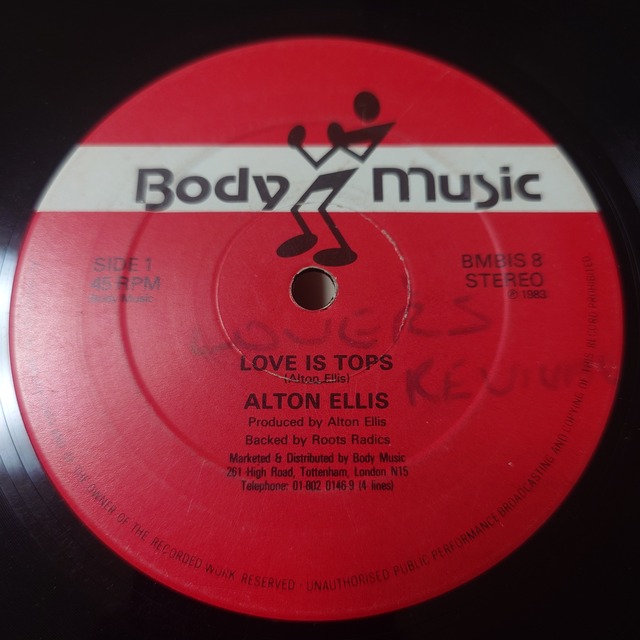 Body Music
SIDE 1
45 RPM
Body Music
BMBIS 8
STEREO
℗ 1983
LOVERS
LOVE IS TOPS
(Alton Ellis)
ALTON ELLIS
Produced by Alton Ellis
Backed by Roots Radics
Marketed & Distributed by Body Music
261 High Road, Tottenham, London N15
Telephone: 01-802 0146-9 (4 lines)
OWNER OF THE RECORDED WORK RESERVED · UNAUTHORISED PUBLIC PERFORMANCE BROADCASTING AND COPYING OF THIS RECORD PROHIBITED